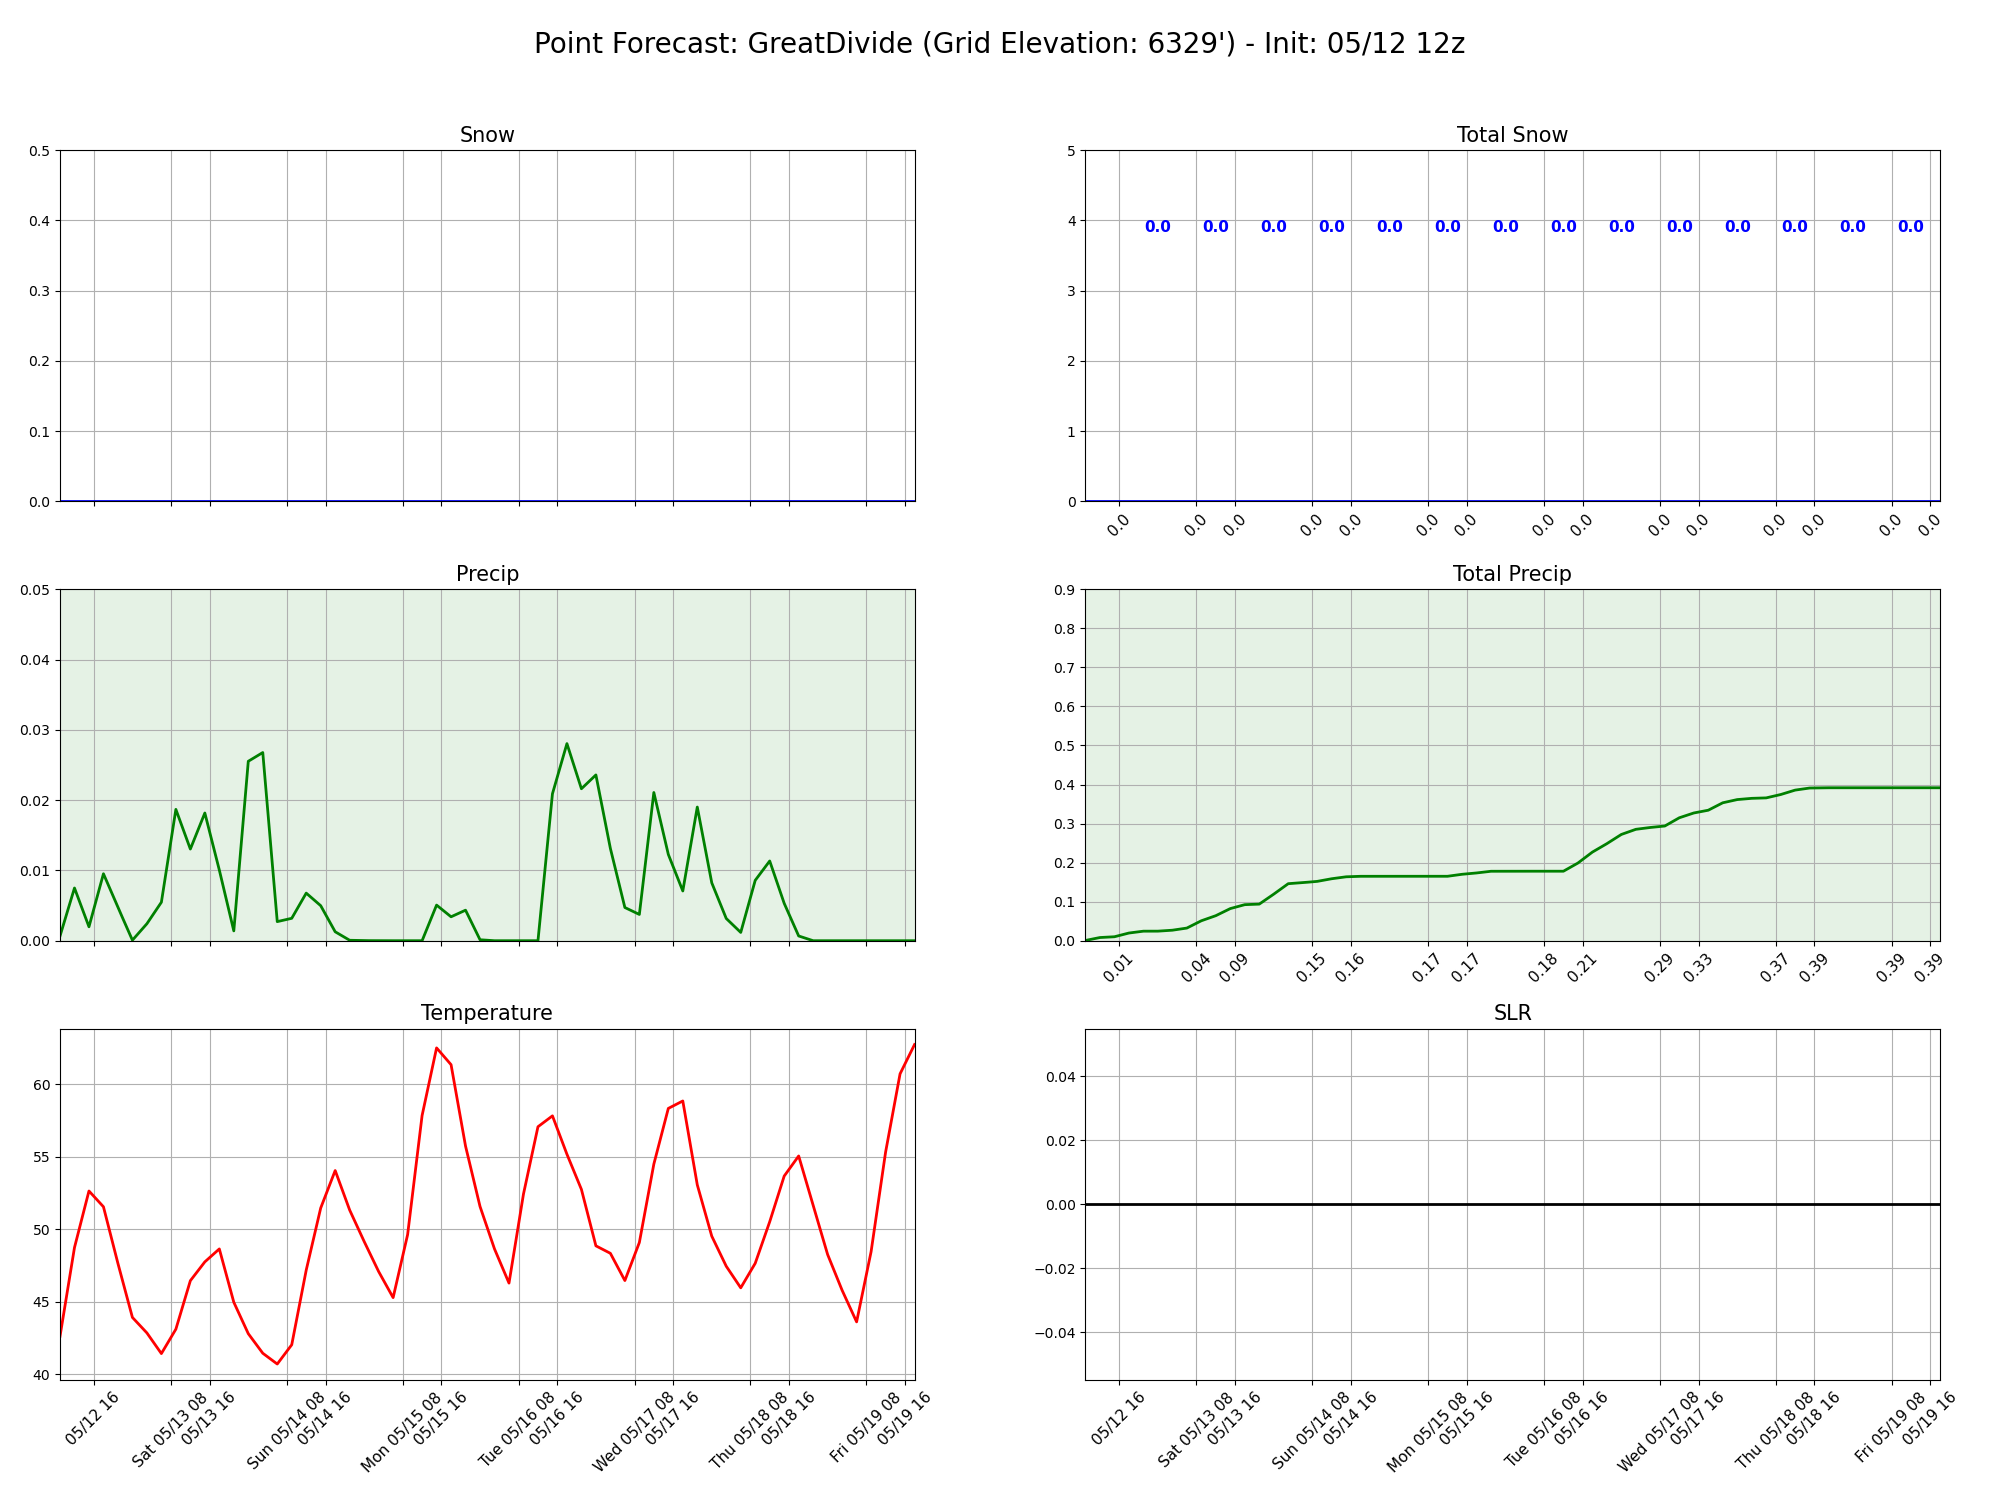 Point Forecast: GreatDivide (Grid Elevation: 6329') - Init: 05/12 12z
Snow
0.5
0.4
0.3
0.2
0.1
0.0
Total Snow
5
4
3
2
1
0
0.0 0.0 0.0 0.0 0.0 0.0 0.0 0.0 0.0 0.0 0.0 0.0 0.0 0.0
0.0 0.0 0.0 0.0 0.0 0.0 0.0 0.0 0.0 0.0 0.0 0.0 0.0 0.0 0.0
Precip
0.05
0.04
0.03
0.02
0.01
0.00
Total Precip
0.9
0.8
0.7
0.6
0.5
0.4
0.3
0.2
0.1
0.0
0.01 0.04 0.09 0.15 0.16 0.17 0.17 0.18 0.21 0.29 0.33 0.37 0.39 0.39 0.39
Temperature
60
55
50
45
40
05/12 16
Sat 05/13 08
05/13 16
Sun 05/14 08
05/14 16
Mon 05/15 08
05/15 16
Tue 05/16 08
05/16 16
Wed 05/17 08
05/17 16
Thu 05/18 08
05/18 16
Fri 05/19 08
05/19 16
SLR
0.04
0.02
0.00
−0.02
−0.04
05/12 16
Sat 05/13 08
05/13 16
Sun 05/14 08
05/14 16
Mon 05/15 08
05/15 16
Tue 05/16 08
05/16 16
Wed 05/17 08
05/17 16
Thu 05/18 08
05/18 16
Fri 05/19 08
05/19 16